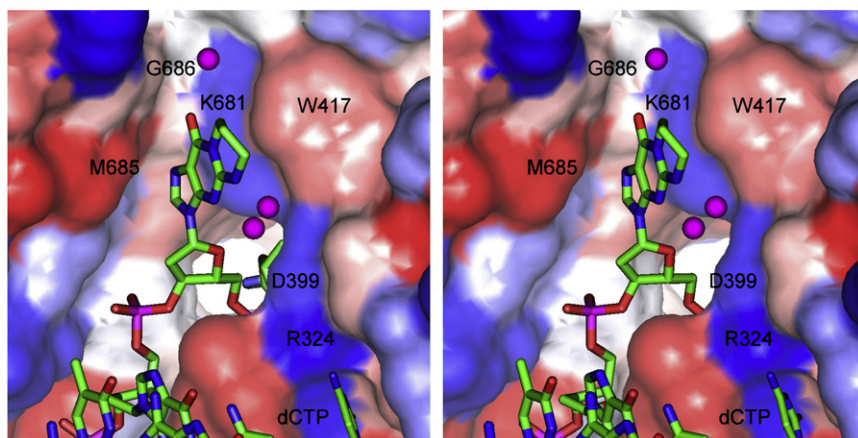 G686 G686
K681 W417 K681 W417
M685 M685
D399 D399
R324 R324
dCTP dCTP